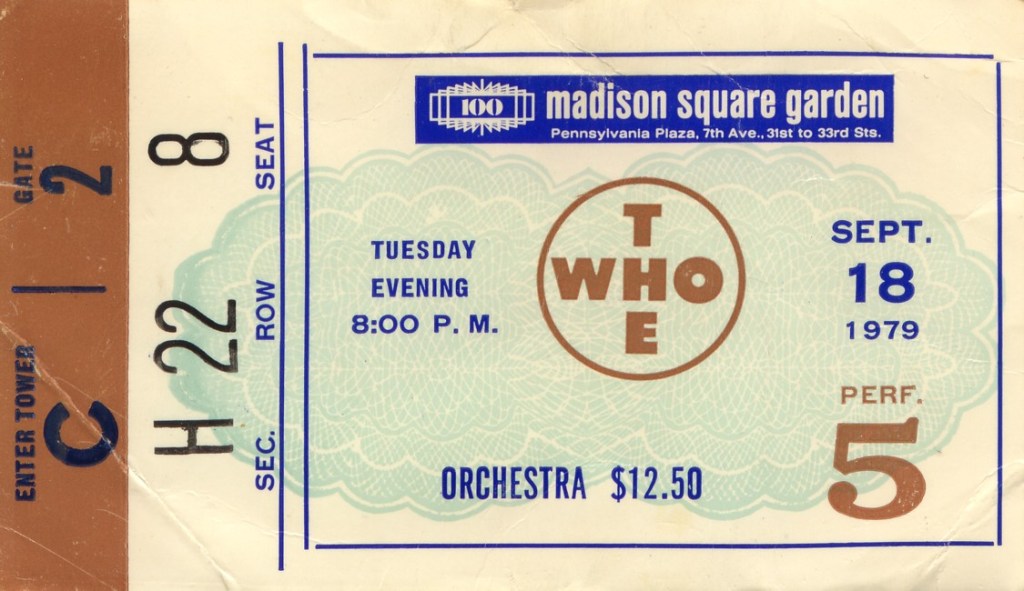 GATE
2
ENTER TOWER
C
SEAT
8
ROW
22
SEC.
H
100 madison square garden
Pennsylvania Plaza, 7th Ave., 31st to 33rd Sts.
TUESDAY
EVENING
8:00 P. M.
THE
WHO
SEPT.
18
1979
PERF.
5
ORCHESTRA $12.50